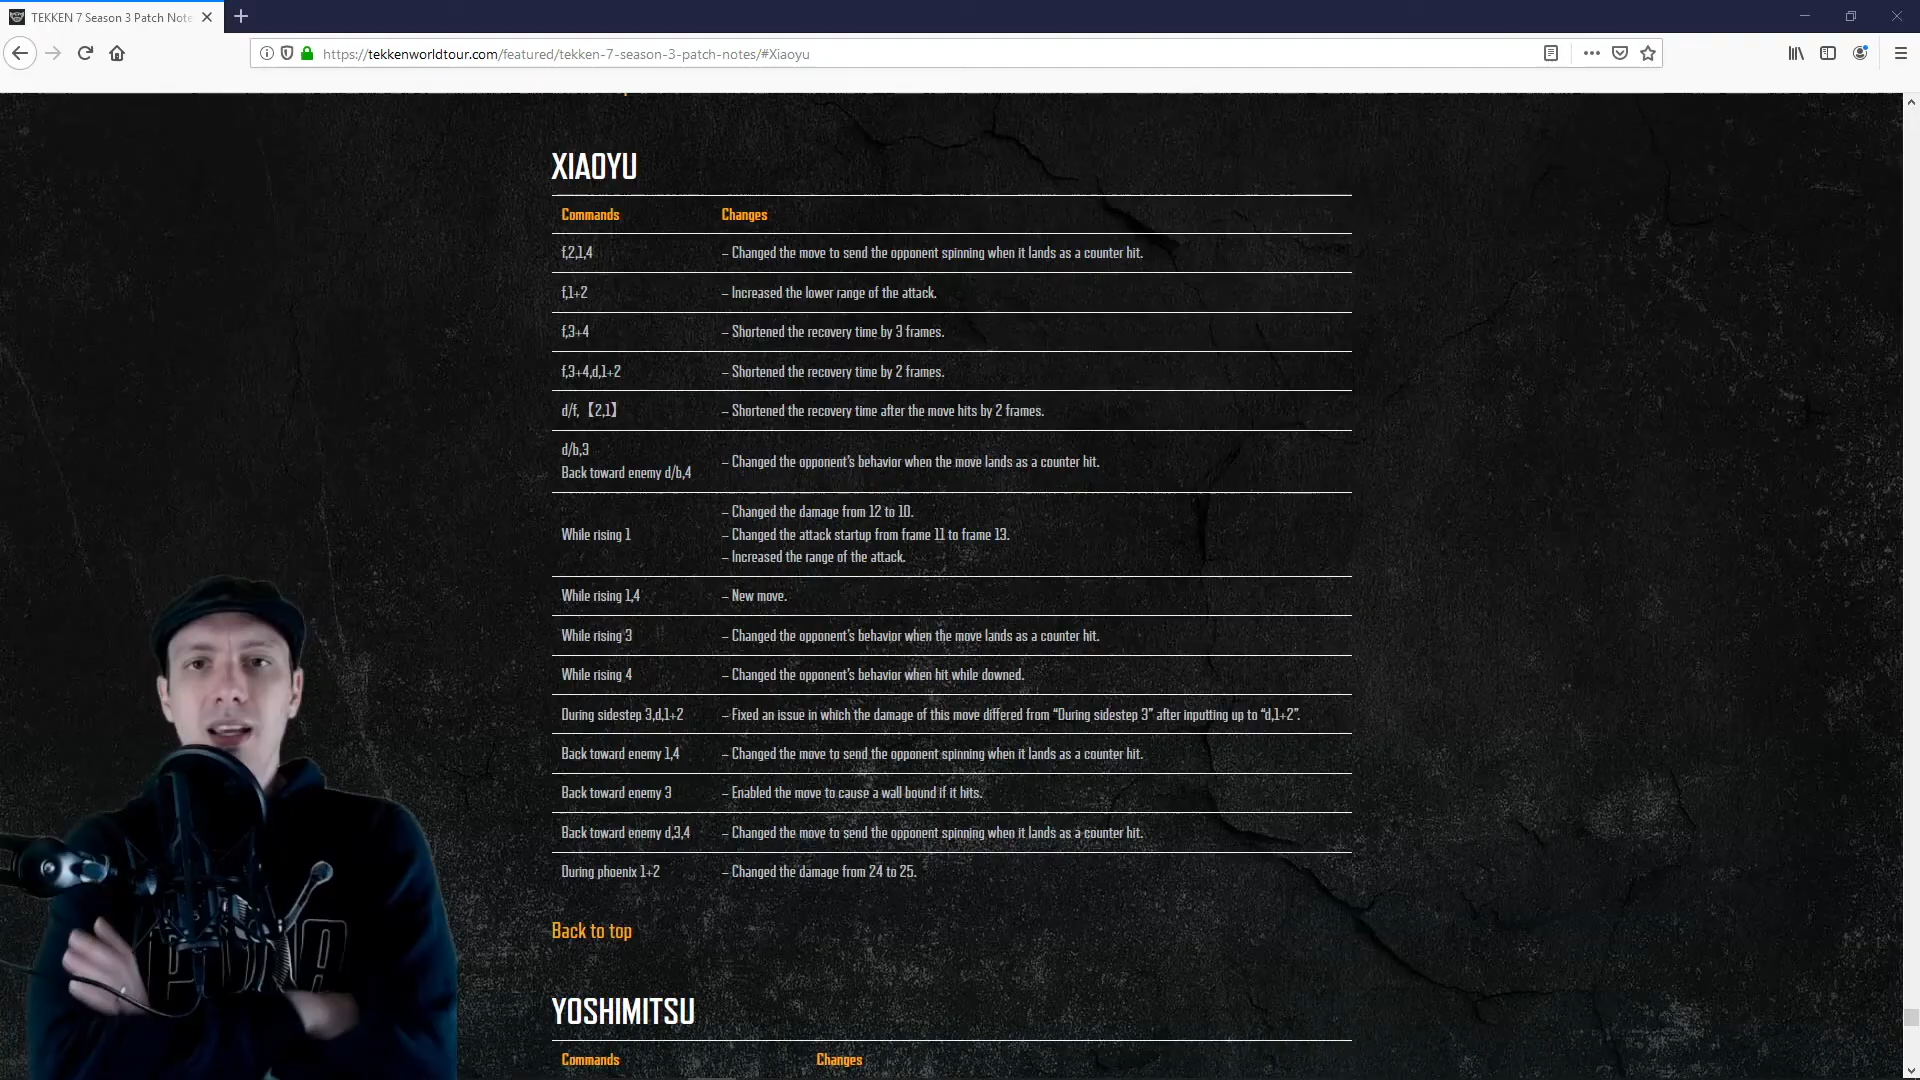 TEKKEN 7 Season 3 Patch Note
https://tekkenworldtour.com/featured/tekken-7-season-3-patch-notes/#Xiaoyu
XIAOYU
Commands Changes
f,2,1,4 – Changed the move to send the opponent spinning when it lands as a counter hit.
f,1+2 – Increased the lower range of the attack.
f,3+4 – Shortened the recovery time by 3 frames.
f,3+4,d,1+2 – Shortened the recovery time by 2 frames.
d/f,【2,1】 – Shortened the recovery time after the move hits by 2 frames.
d/b,3
Back toward enemy d/b,4 – Changed the opponent's behavior when the move lands as a counter hit.
– Changed the damage from 12 to 10.
While rising 1 – Changed the attack startup from frame 11 to frame 13.
– Increased the range of the attack.
While rising 1,4 – New move.
While rising 3 – Changed the opponent's behavior when the move lands as a counter hit.
While rising 4 – Changed the opponent's behavior when hit while downed.
During sidestep 3,d,1+2 – Fixed an issue in which the damage of this move differed from “During sidestep 3” after inputting up to “d,1+2”.
Back toward enemy 1,4 – Changed the move to send the opponent spinning when it lands as a counter hit.
Back toward enemy 3 – Enabled the move to cause a wall bound if it hits.
Back toward enemy d,3,4 – Changed the move to send the opponent spinning when it lands as a counter hit.
During phoenix 1+2 – Changed the damage from 24 to 25.
Back to top
YOSHIMITSU
Commands Changes